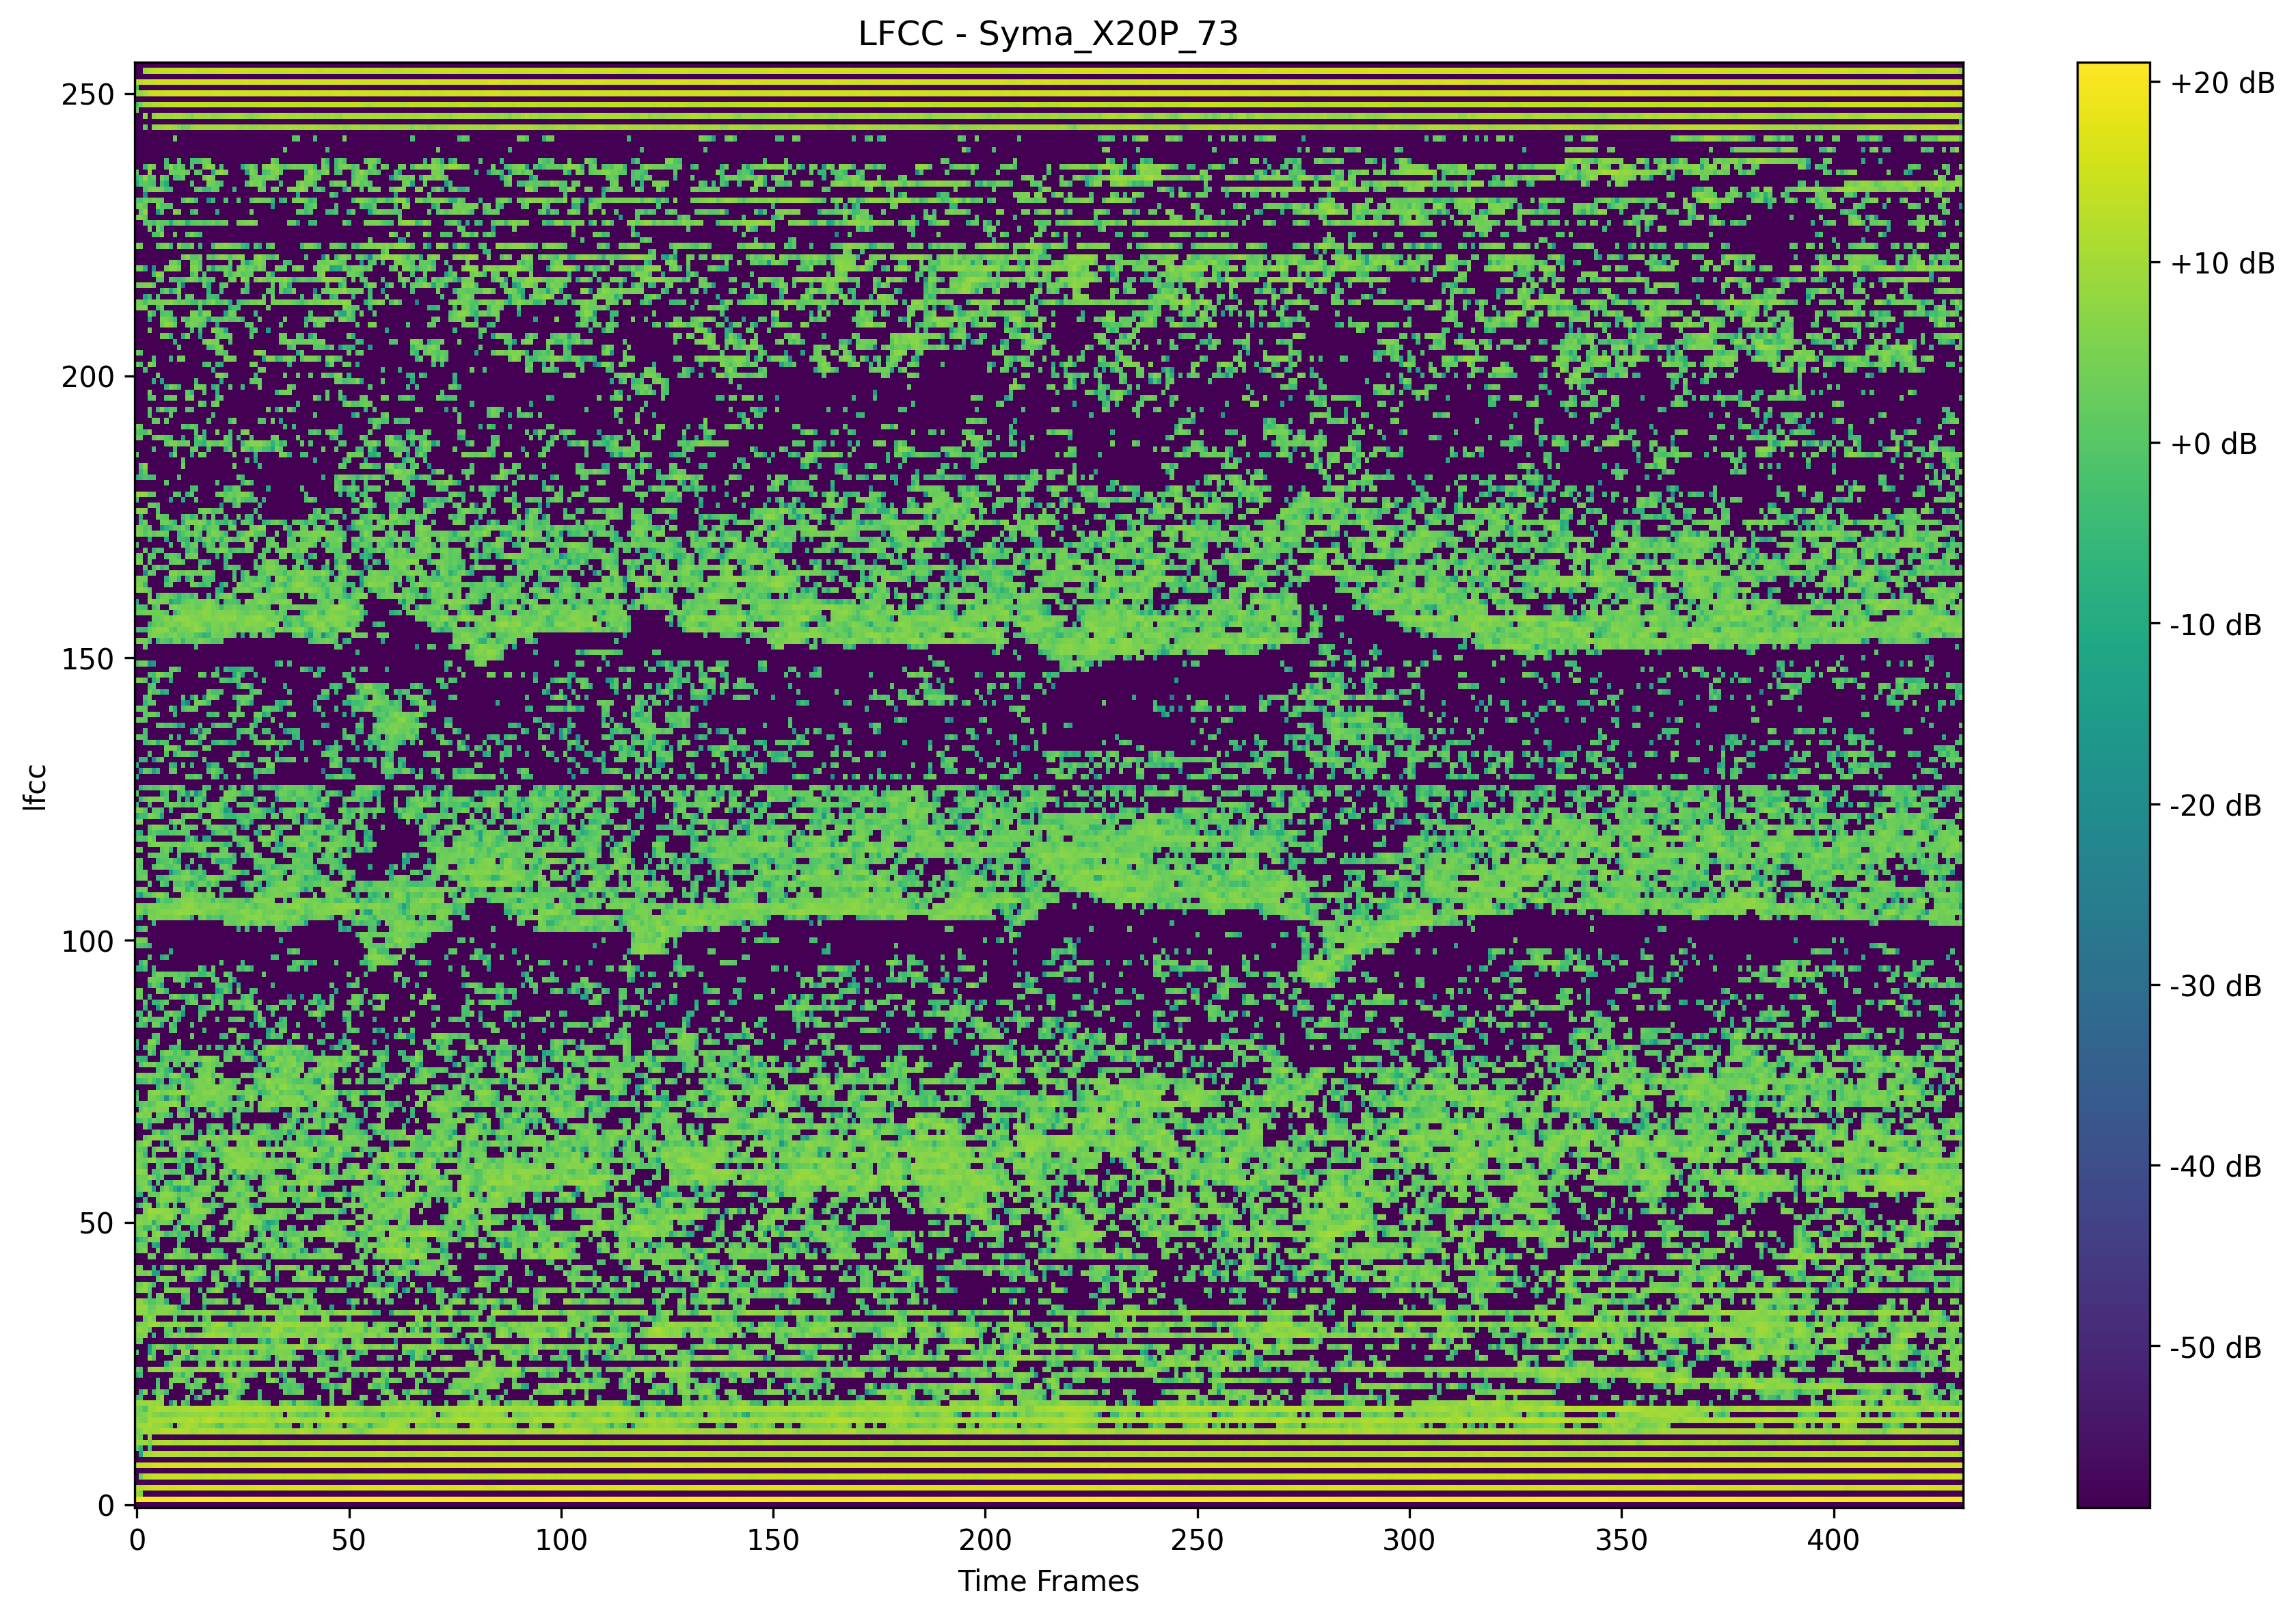 LFCC - Syma_X20P_73
lfcc
250
200
150
100
50
0
0 50 100 150 200 250 300 350 400
Time Frames
+20 dB
+10 dB
+0 dB
-10 dB
-20 dB
-30 dB
-40 dB
-50 dB